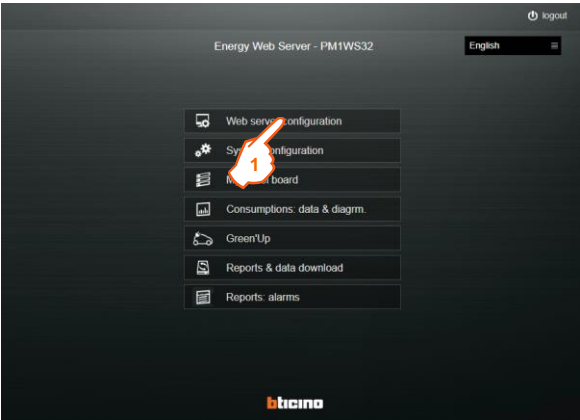 logout
Energy Web Server - PM1WS32
English
Web server configuration
configuration
1
board
Consumptions: data & diagrm.
Green'Up
Reports & data download
Reports: alarms
bticino